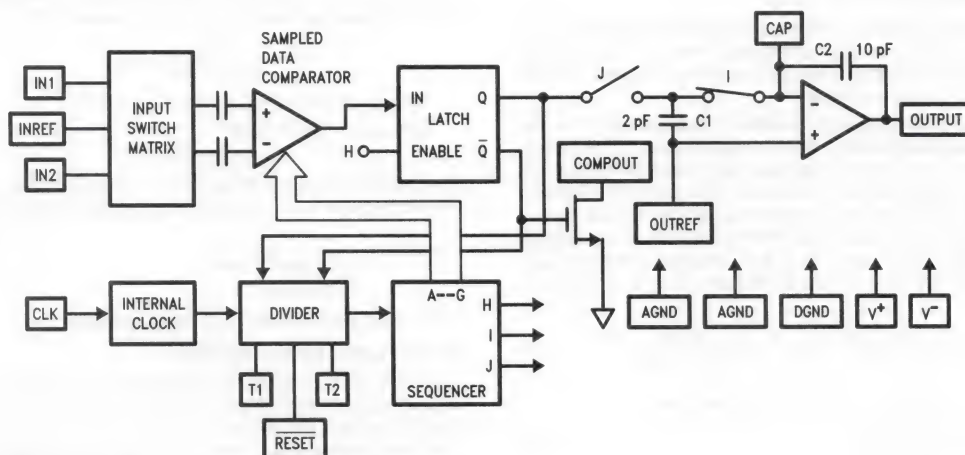 SAMPLED
DATA
COMPARATOR
CAP
C2 10 pF
IN1
INREF
IN2
INPUT
SWITCH
MATRIX
+
−
IN Q
LATCH
H ENABLE Q̅
J
I
2 pF C1
−
+
OUTPUT
COMPOUT
OUTREF
CLK
INTERNAL
CLOCK
DIVIDER
A--G
H
I
J
SEQUENCER
T1
T2
R̅E̅S̅E̅T̅
AGND
AGND
DGND
V⁺
V⁻